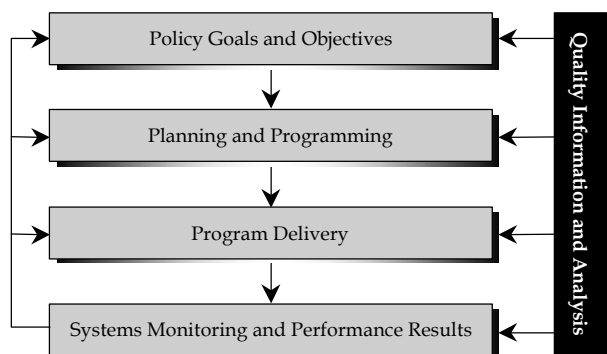 Policy Goals and Objectives
Planning and Programming
Program Delivery
Systems Monitoring and Performance Results
Quality Information and Analysis